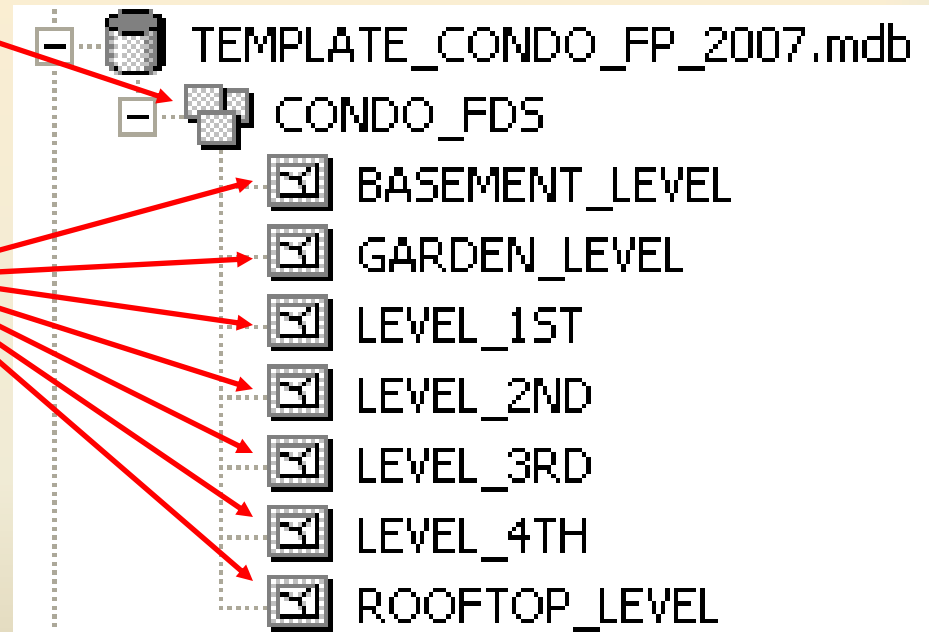 TEMPLATE_CONDO_FP_2007.mdb
CONDO_FDS
BASEMENT_LEVEL
GARDEN_LEVEL
LEVEL_1ST
LEVEL_2ND
LEVEL_3RD
LEVEL_4TH
ROOFTOP_LEVEL